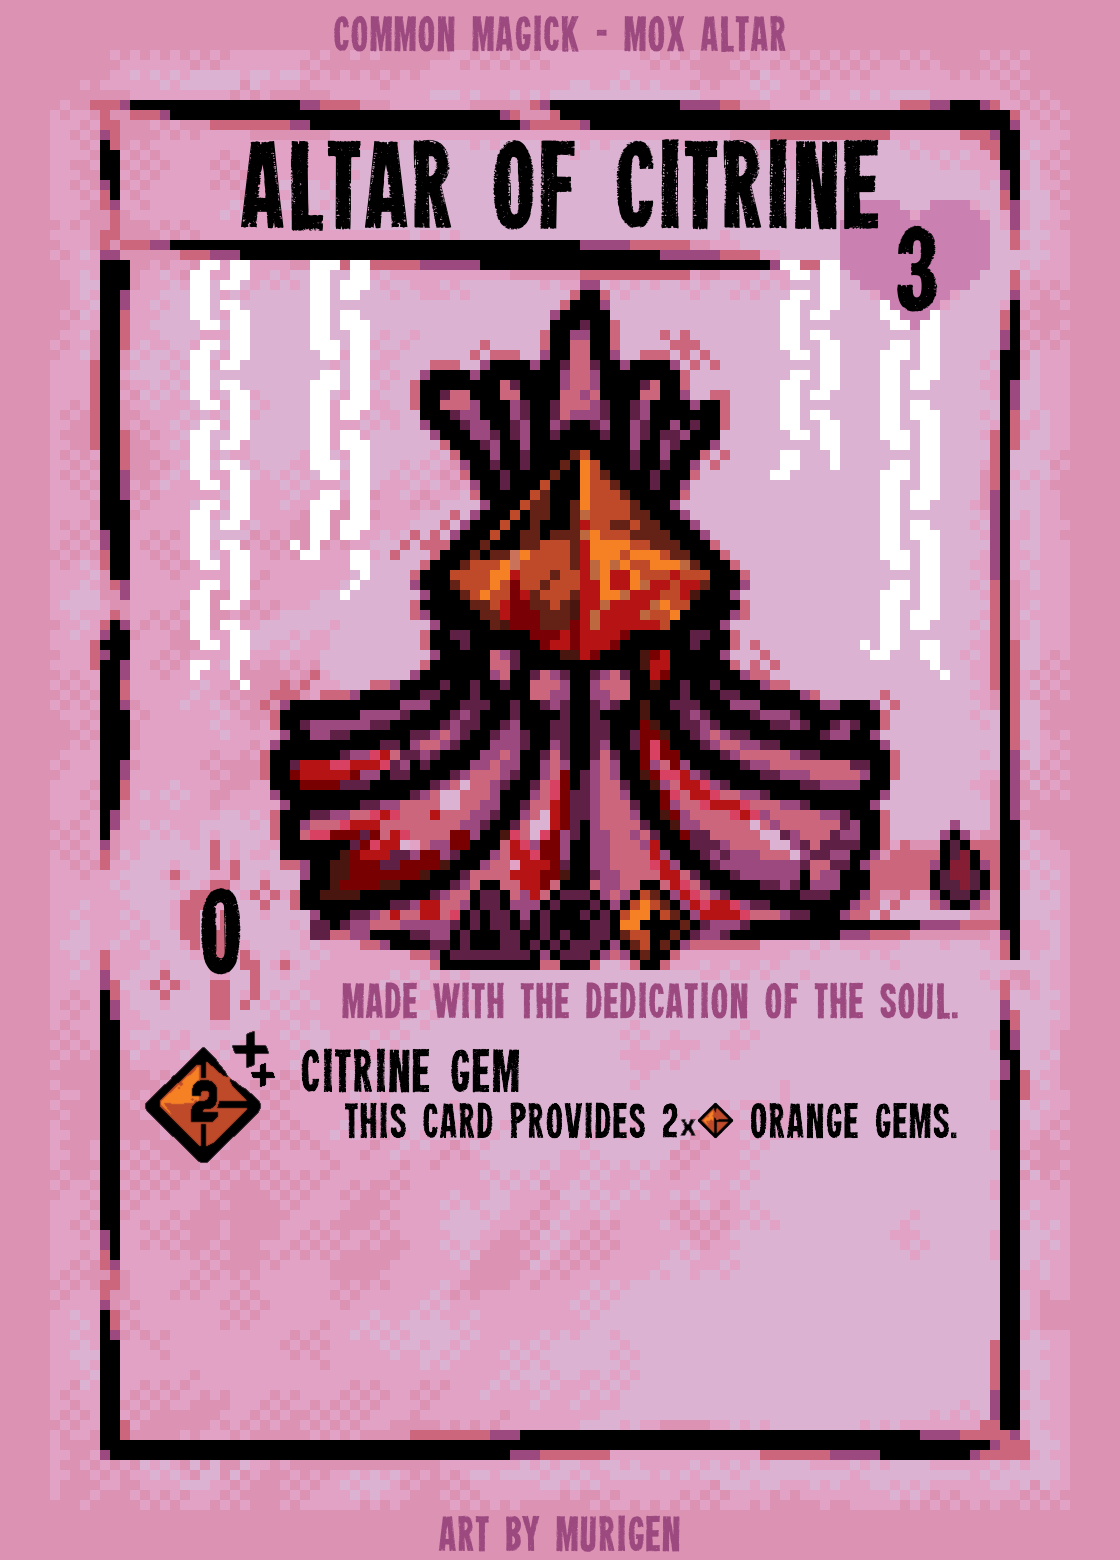 COMMON MAGICK - MOX ALTAR
ALTAR OF CITRINE
3
0
MADE WITH THE DEDICATION OF THE SOUL.
2
CITRINE GEM
THIS CARD PROVIDES 2x ORANGE GEMS.
ART BY MURIGEN